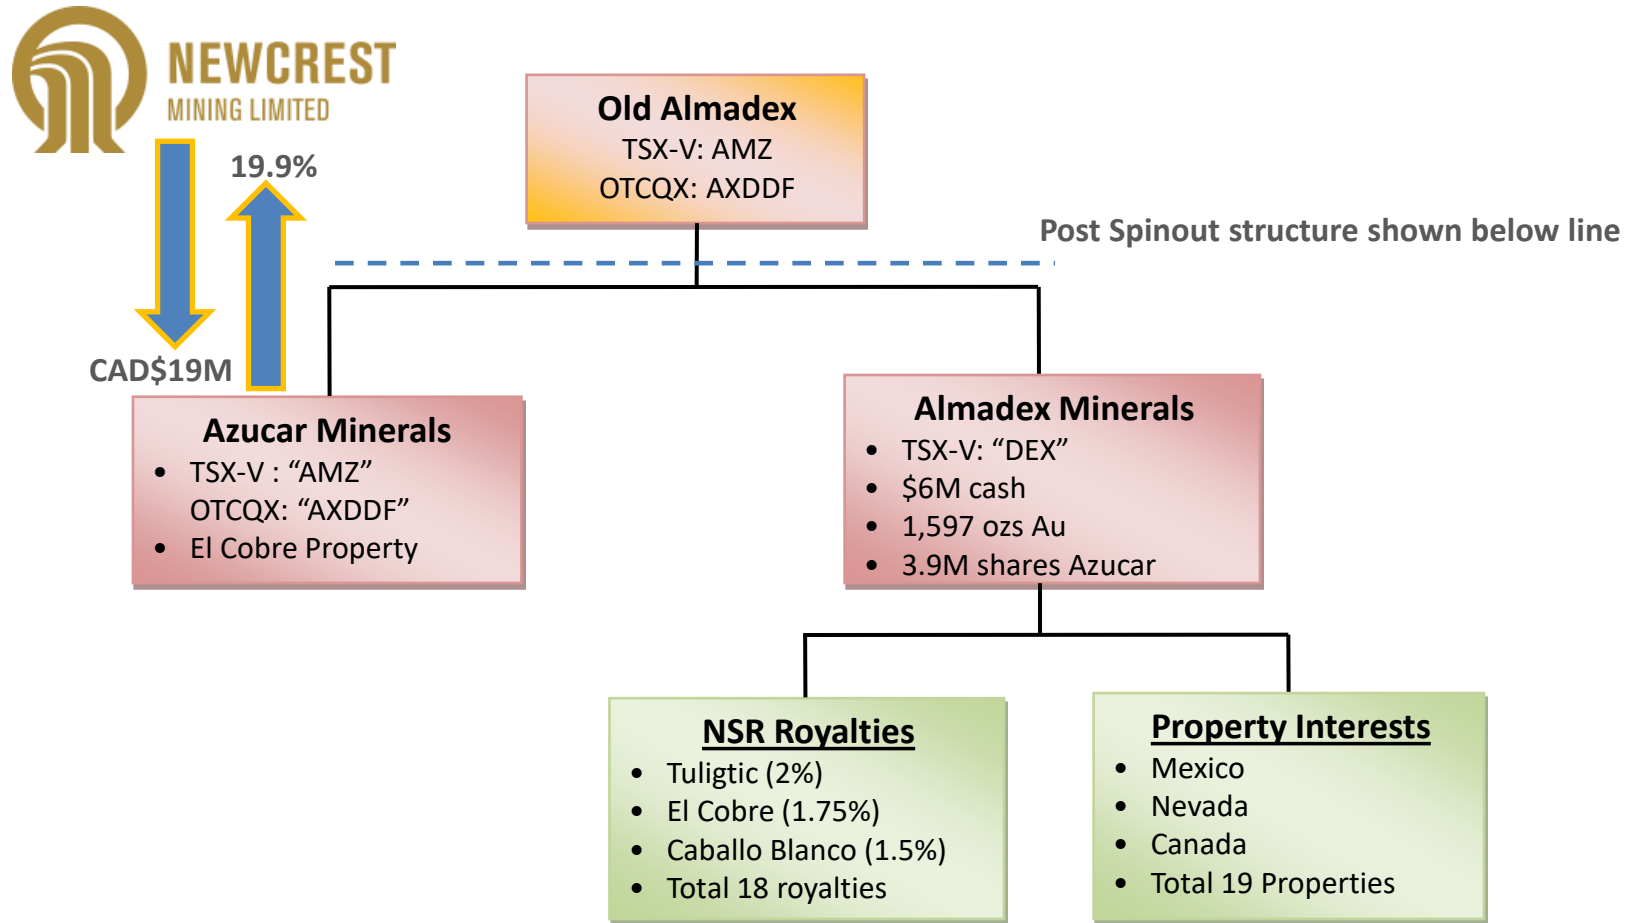 NEWCREST
MINING LIMITED
19.9%
CAD$19M
Old Almadex
TSX-V: AMZ
OTCQX: AXDDF
Post Spinout structure shown below line
Azucar Minerals
• TSX-V : “AMZ”
OTCQX: “AXDDF”
• El Cobre Property
Almadex Minerals
• TSX-V: “DEX”
• $6M cash
• 1,597 ozs Au
• 3.9M shares Azucar
NSR Royalties
• Tuligtic (2%)
• El Cobre (1.75%)
• Caballo Blanco (1.5%)
• Total 18 royalties
Property Interests
• Mexico
• Nevada
• Canada
• Total 19 Properties